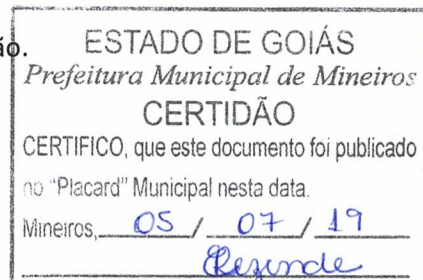 ão.
ESTADO DE GOIÁS
Prefeitura Municipal de Mineiros
CERTIDÃO
CERTIFICO, que este documento foi publicado
no "Placard" Municipal nesta data.
Mineiros, 05 / 07 / 19
Rezende